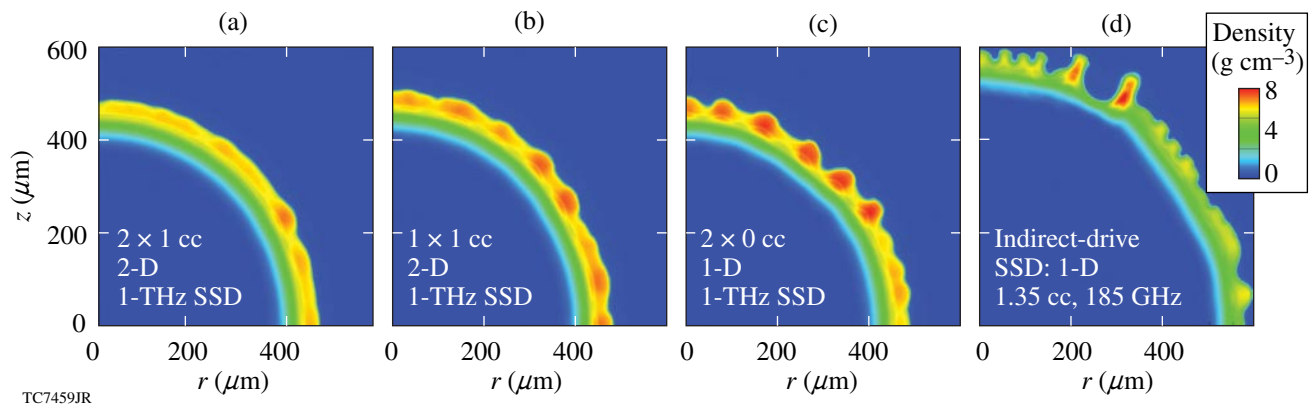 (a) (b) (c) (d)
Density
(g cm⁻³)
8
4
0
600
400
200
0
z (μm)
2 × 1 cc
2-D
1-THz SSD
1 × 1 cc
2-D
1-THz SSD
2 × 0 cc
1-D
1-THz SSD
Indirect-drive
SSD: 1-D
1.35 cc, 185 GHz
0 200 400 0 200 400 0 200 400 0 200 400
r (μm) r (μm) r (μm) r (μm)
TC7459JR